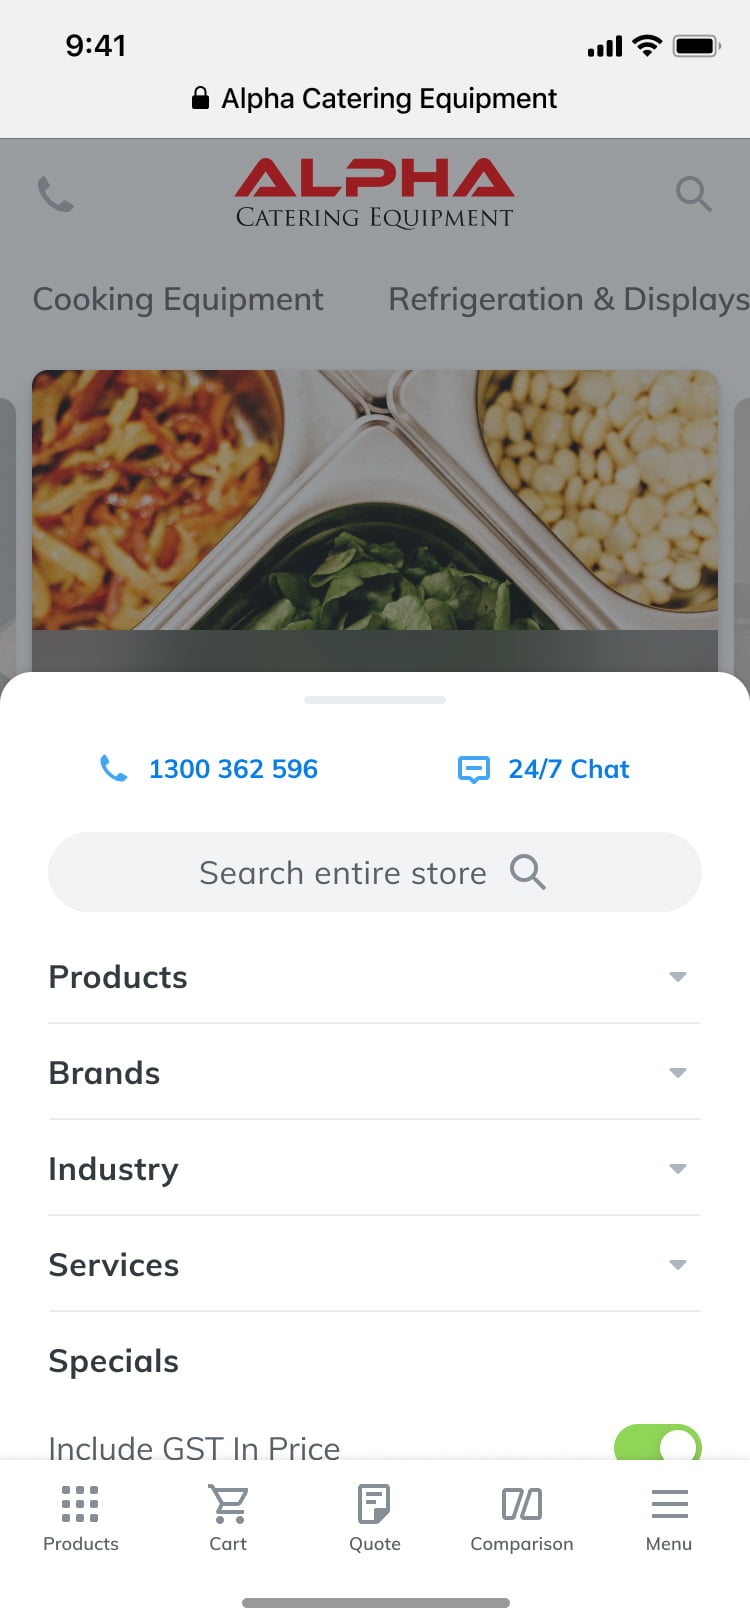 9:41
Alpha Catering Equipment
ALPHA
CATERING EQUIPMENT
Cooking Equipment Refrigeration & Displays
1300 362 596 24/7 Chat
Search entire store
Products
Brands
Industry
Services
Specials
Include GST In Price
Products Cart Quote Comparison Menu